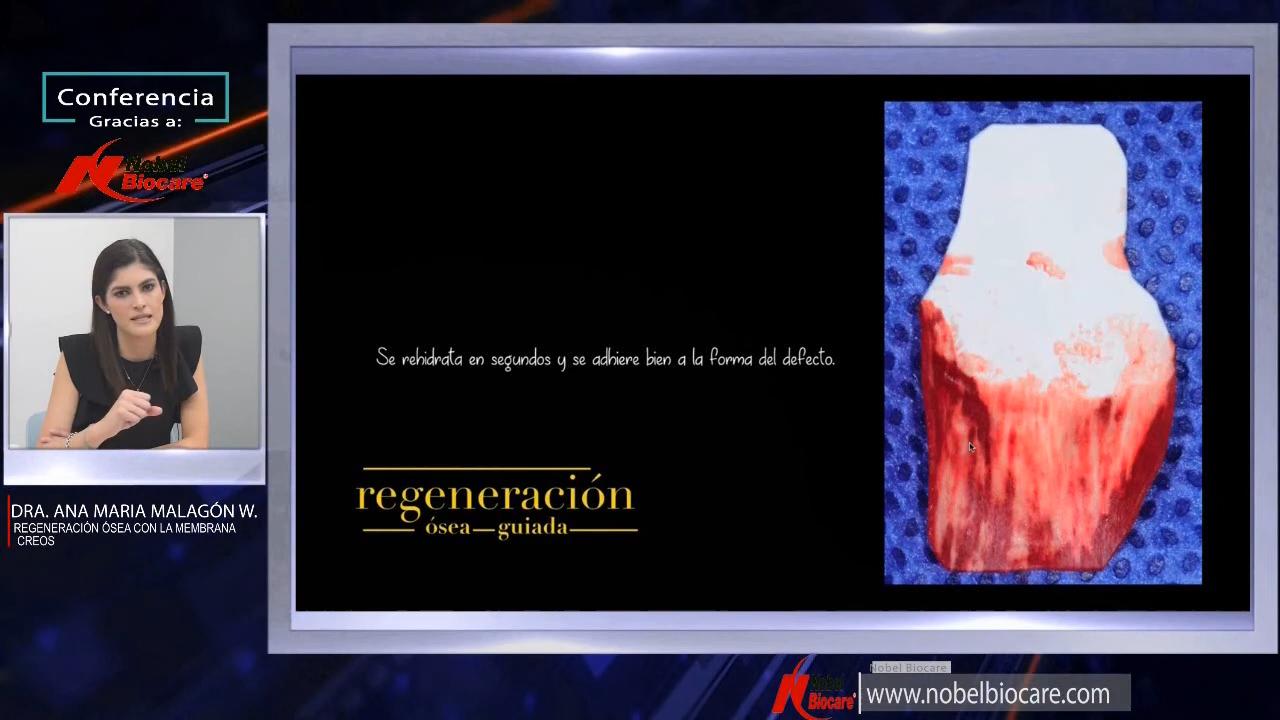 Conferencia
Gracias a:
Nobel
Biocare®
DRA. ANA MARIA MALAGÓN W.
REGENERACIÓN ÓSEA CON LA MEMBRANA
CREOS
Se rehidrata en segundos y se adhiere bien a la forma del defecto.
regeneración
ósea guiada
Nobel Biocare
Nobel
Biocare®
www.nobelbiocare.com